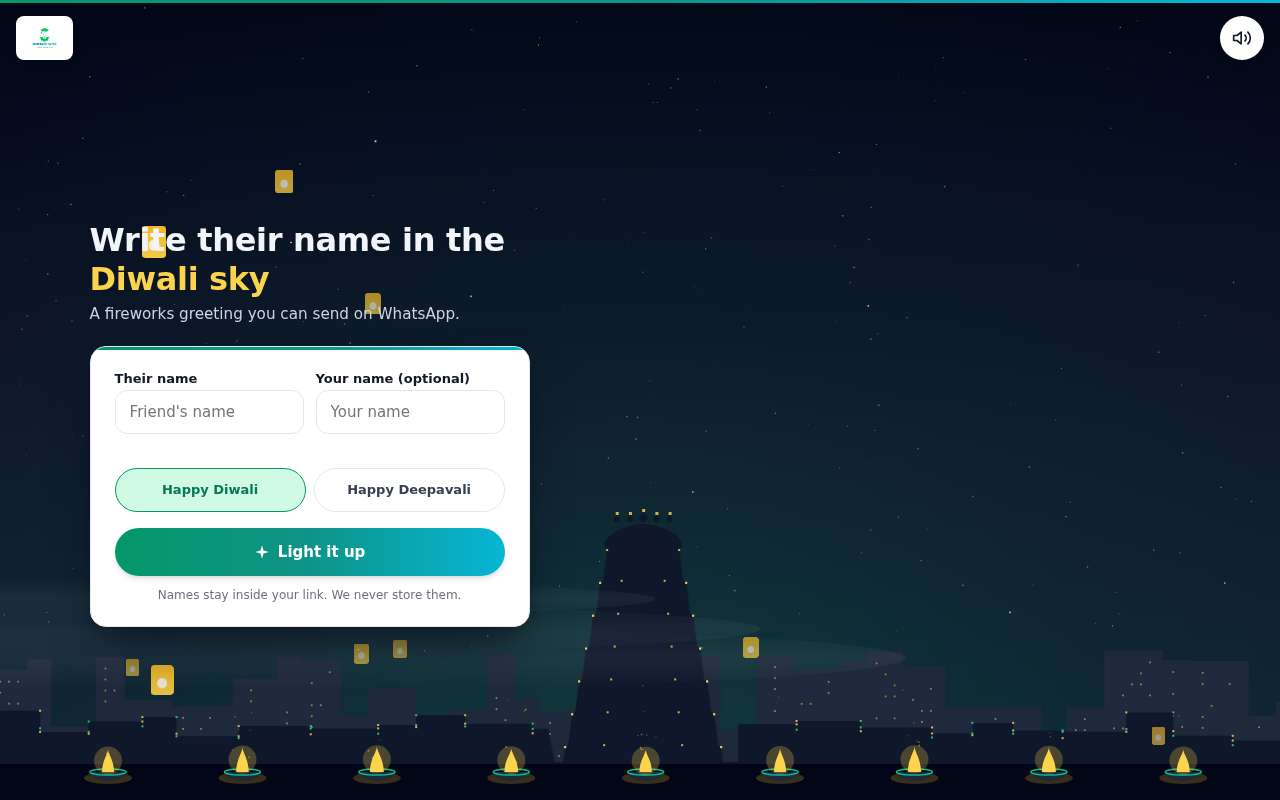 Write their name in the
Diwali sky
A fireworks greeting you can send on WhatsApp.
Their name
Your name (optional)
Friend's name
Your name
Happy Diwali
Happy Deepavali
Light it up
Names stay inside your link. We never store them.